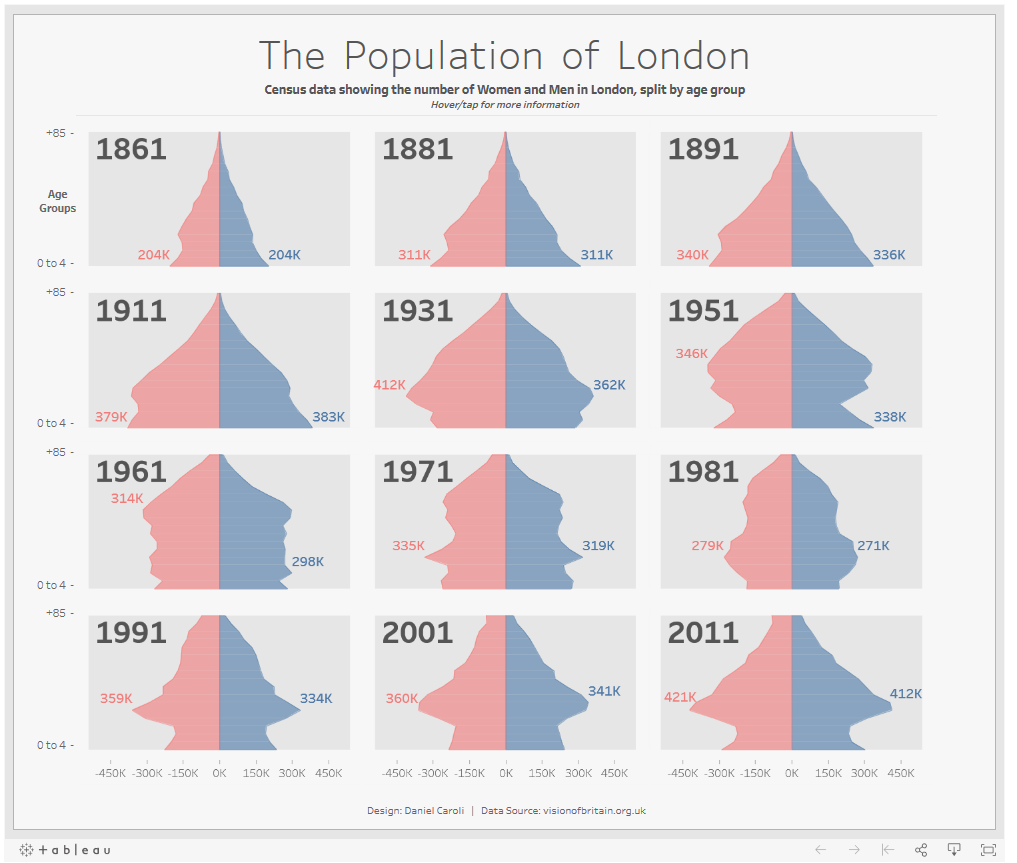 The Population of London
Census data showing the number of Women and Men in London, split by age group
Hover/tap for more information
+85 -
1861
1881
1891
Age
Groups
204K
204K
311K
311K
340K
336K
0 to 4 -
+85 -
1911
1931
1951
346K
412K
362K
379K
383K
338K
0 to 4 -
+85 -
1961
1971
1981
314K
335K
319K
279K
271K
298K
0 to 4 -
+85 -
1991
2001
2011
359K
334K
360K
341K
421K
412K
0 to 4 -
-450K -300K -150K 0K 150K 300K 450K
-450K -300K -150K 0K 150K 300K 450K
-450K -300K -150K 0K 150K 300K 450K
Design: Daniel Caroli | Data Source: visionofbritain.org.uk
+ a b l e a u